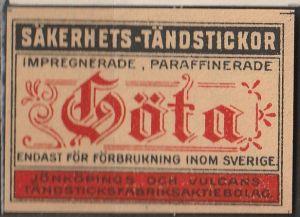 SÄKERHETS-TÄNDSTICKOR
IMPREGNERADE, PARAFFINERADE
Göta
ENDAST FÖR FÖRBRUKNING INOM SVERIGE.
JÖNKÖPINGS OCH VULCANS
TÄNDSTICKSFABRIKSAKTIEBOLAG